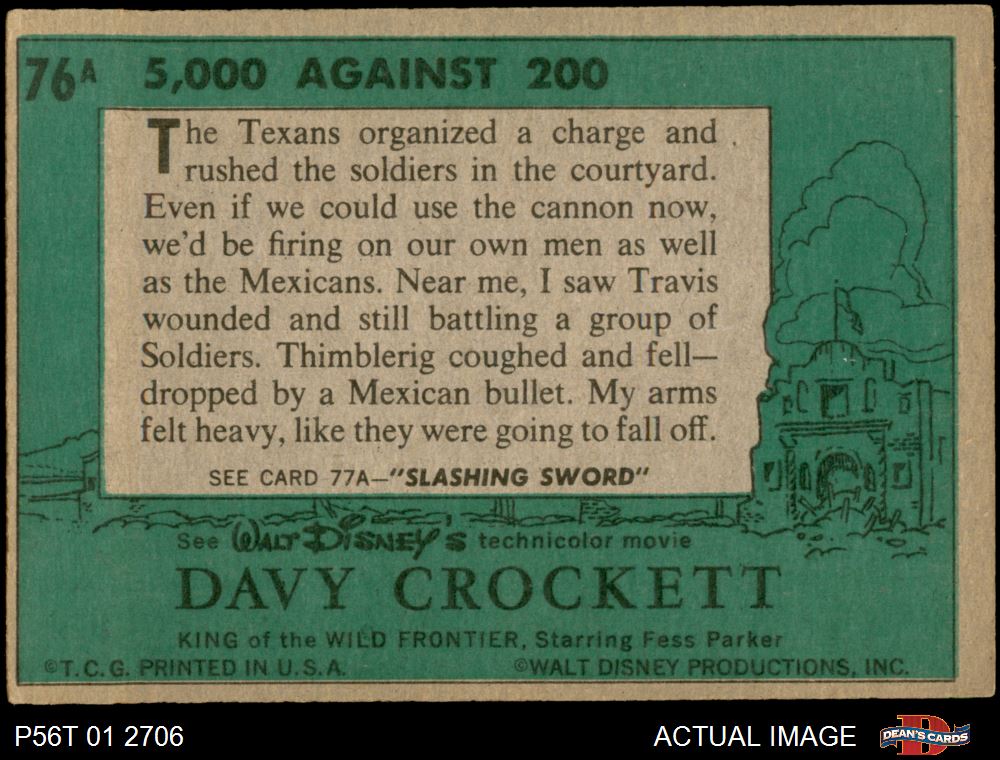 76A 5,000 AGAINST 200
The Texans organized a charge and
rushed the soldiers in the courtyard.
Even if we could use the cannon now,
we'd be firing on our own men as well
as the Mexicans. Near me, I saw Travis
wounded and still battling a group of
Soldiers. Thimblerig coughed and fell—
dropped by a Mexican bullet. My arms
felt heavy, like they were going to fall off.
SEE CARD 77A—"SLASHING SWORD"
See WALT DISNEY'S technicolor movie
DAVY CROCKETT
KING of the WILD FRONTIER, Starring Fess Parker
©T.C.G. PRINTED IN U.S.A. ©WALT DISNEY PRODUCTIONS, INC.
P56T 01 2706 ACTUAL IMAGE DEAN'S CARDS